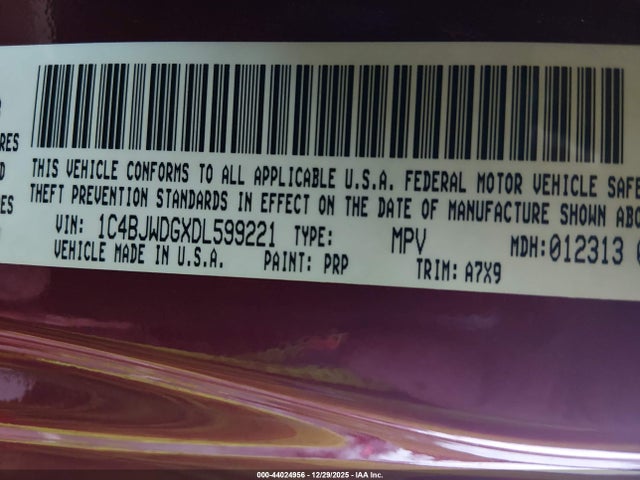 RES
THIS VEHICLE CONFORMS TO ALL APPLICABLE U.S.A. FEDERAL MOTOR VEHICLE SAFE
D
THEFT PREVENTION STANDARDS IN EFFECT ON THE DATE OF MANUFACTURE SHOWN ABO
ES
VIN: 1C4BJWDGXDL599221 TYPE: MPV MDH:012313
VEHICLE MADE IN U.S.A. PAINT: PRP TRIM: A7X9
000-44024956 - 12/29/2025 - IAA Inc.